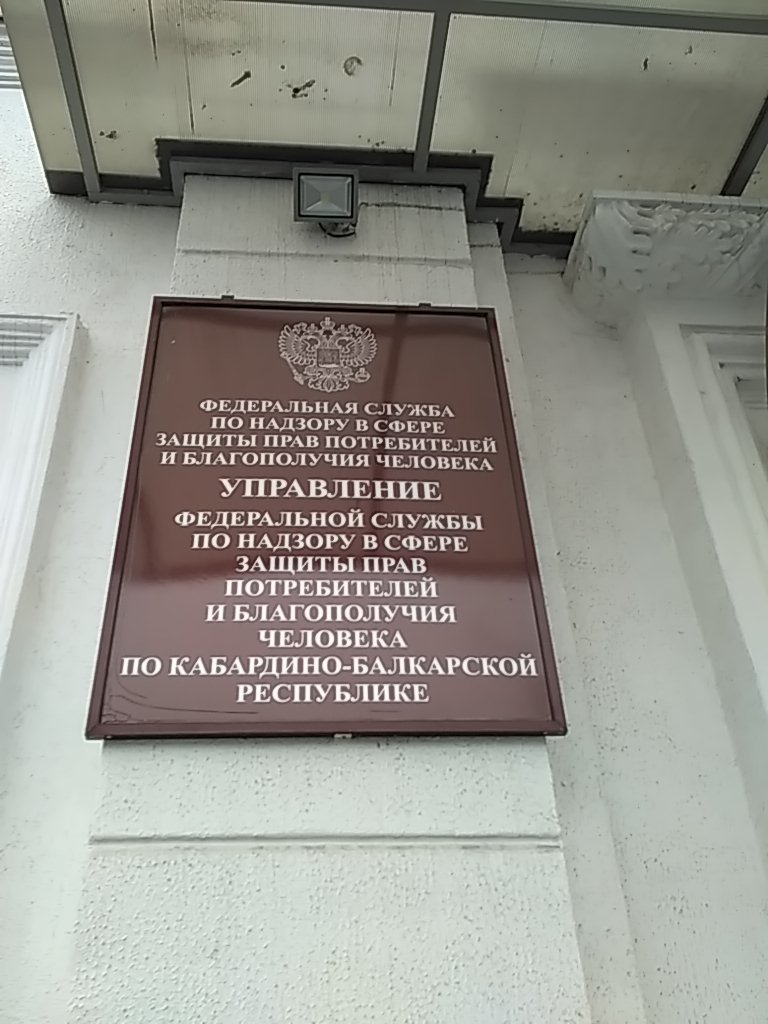 ФЕДЕРАЛЬНАЯ СЛУЖБА
ПО НАДЗОРУ В СФЕРЕ
ЗАЩИТЫ ПРАВ ПОТРЕБИТЕЛЕЙ
И БЛАГОПОЛУЧИЯ ЧЕЛОВЕКА
УПРАВЛЕНИЕ
ФЕДЕРАЛЬНОЙ СЛУЖБЫ
ПО НАДЗОРУ В СФЕРЕ
ЗАЩИТЫ ПРАВ
ПОТРЕБИТЕЛЕЙ
И БЛАГОПОЛУЧИЯ
ЧЕЛОВЕКА
ПО КАБАРДИНО-БАЛКАРСКОЙ
РЕСПУБЛИКЕ